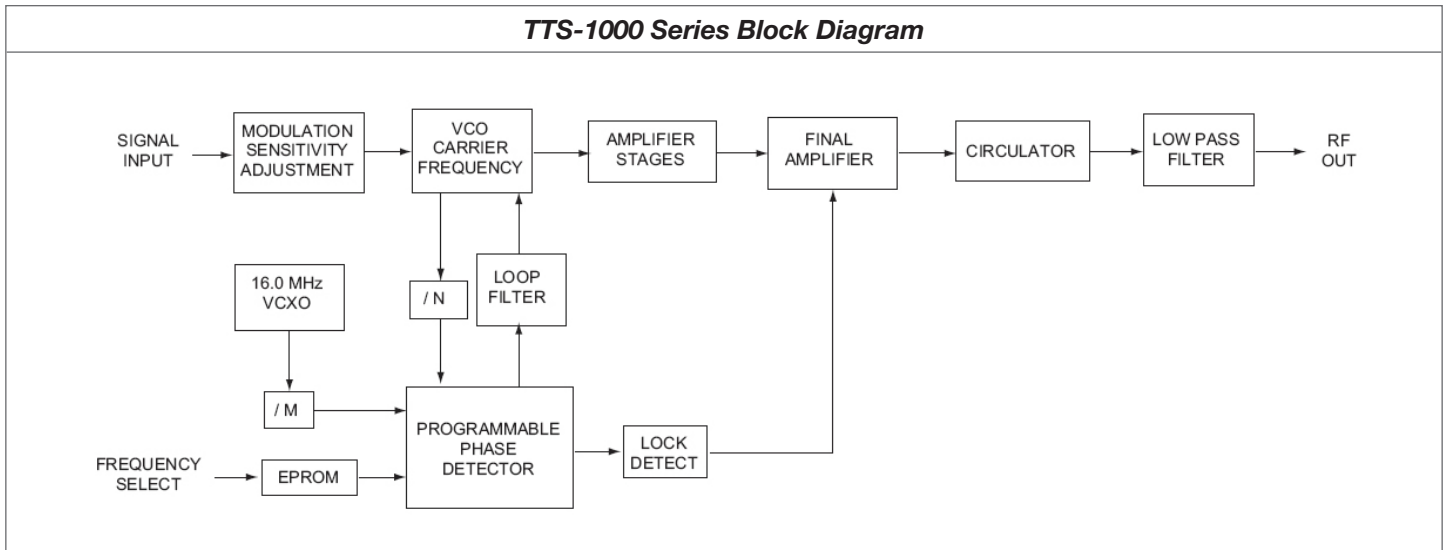 TTS-1000 Series Block Diagram
SIGNAL
INPUT
MODULATION
SENSITIVITY
ADJUSTMENT
VCO
CARRIER
FREQUENCY
AMPLIFIER
STAGES
FINAL
AMPLIFIER
CIRCULATOR
LOW PASS
FILTER
RF
OUT
16.0 MHz
VCXO
/ N
LOOP
FILTER
/ M
PROGRAMMABLE
PHASE
DETECTOR
LOCK
DETECT
FREQUENCY
SELECT
EPROM